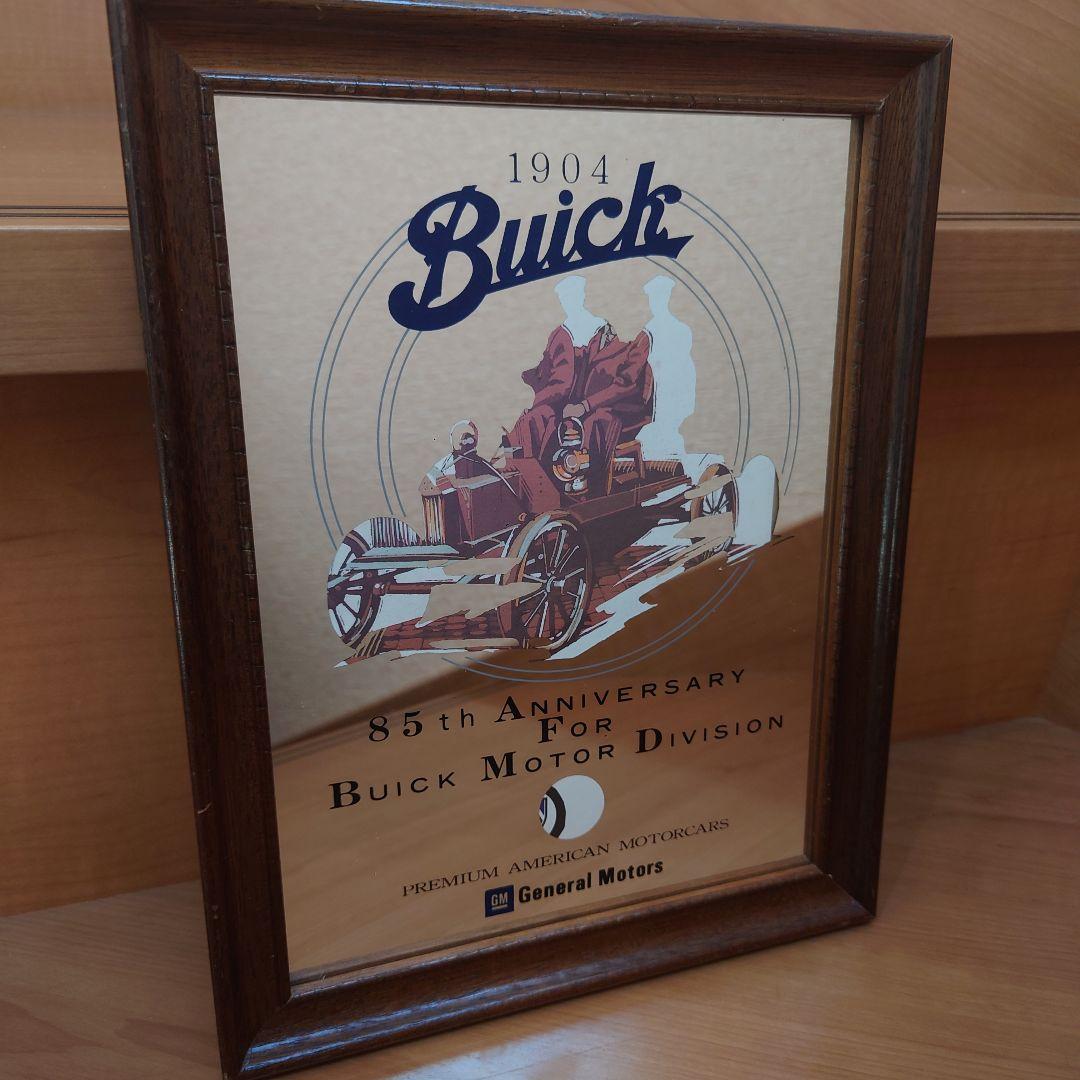 1904
Buick
85th ANNIVERSARY
FOR
BUICK MOTOR DIVISION
PREMIUM AMERICAN MOTORCARS
GM General Motors